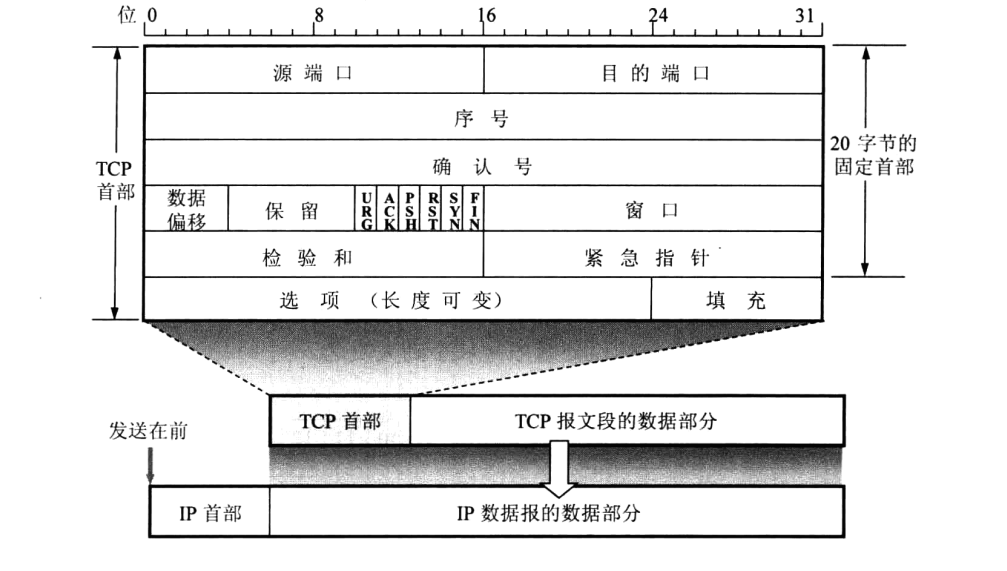 位 0 8 16 24 31
源端口 目的端口
序号
确认号
TCP
首部
20 字节的
固定首部
数据
偏移
保留
URG
ACK
PSH
RST
SYN
FIN
窗口
检验和 紧急指针
选项 (长度可变) 填充
TCP 首部 TCP 报文段的数据部分
发送在前
IP 首部 IP 数据报的数据部分